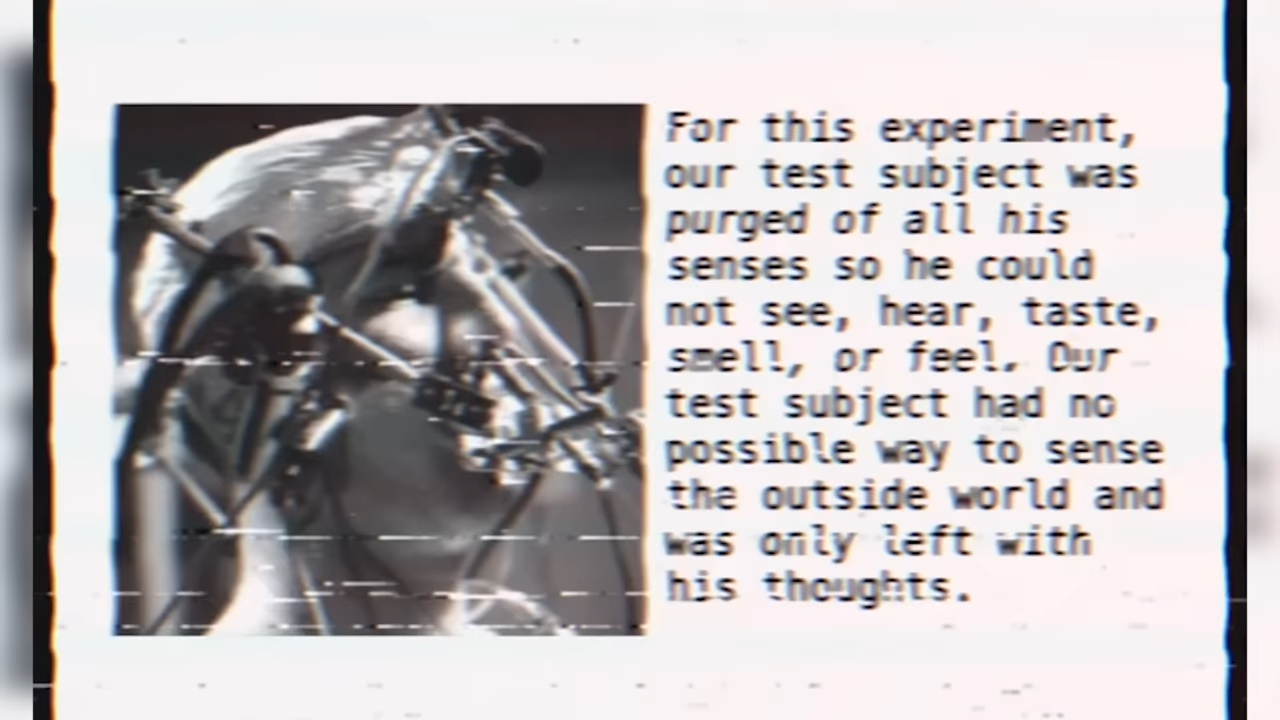 For this experiment,
our test subject was
purged of all his
senses so he could
not see, hear, taste,
smell, or feel. Our
test subject had no
possible way to sense
the outside world and
was only left with
his thoughts.